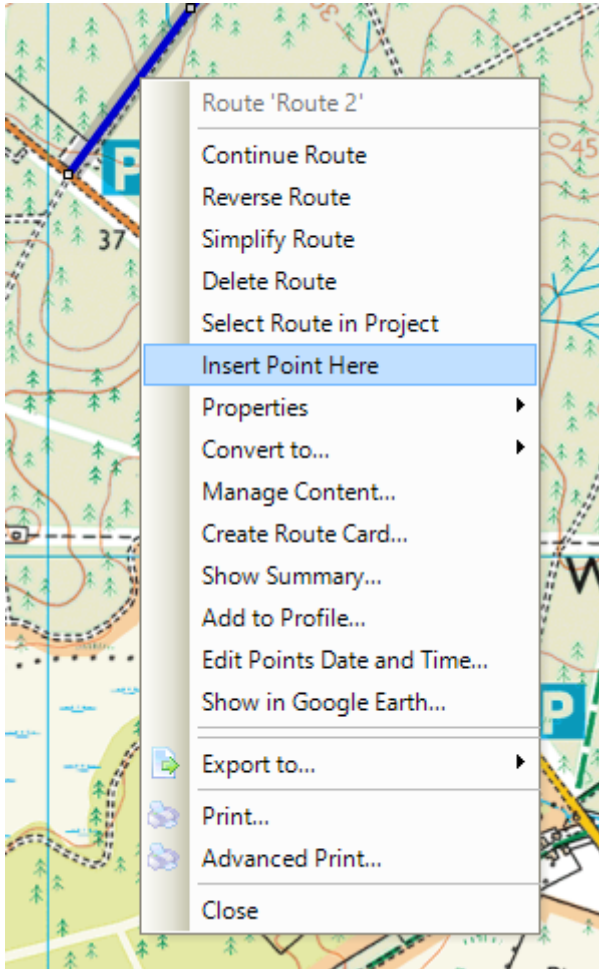 Route 'Route 2'
Continue Route
Reverse Route
Simplify Route
Delete Route
Select Route in Project
Insert Point Here
Properties
Convert to...
Manage Content...
Create Route Card...
Show Summary...
Add to Profile...
Edit Points Date and Time...
Show in Google Earth...
Export to...
Print...
Advanced Print...
Close
P
37
45
W
P